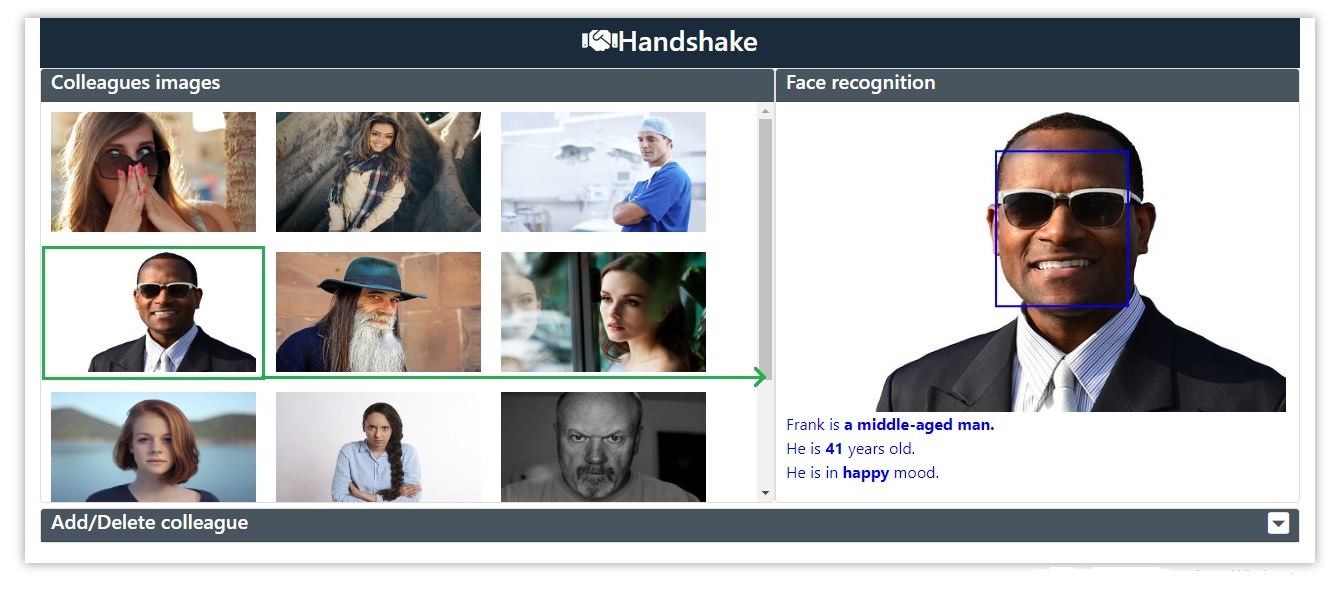 Handshake
Colleagues images
Face recognition
Frank is a middle-aged man.
He is 41 years old.
He is in happy mood.
Add/Delete colleague